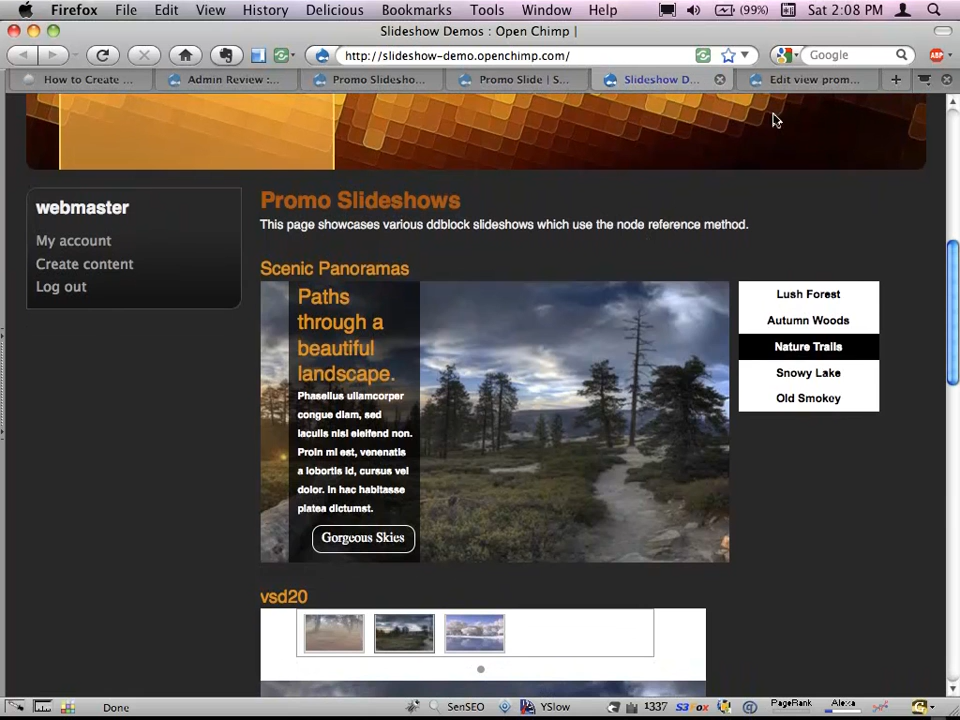 Firefox File Edit View History Delicious Bookmarks Tools Window Help (99%) Sat 2:08 PM
Slideshow Demos : Open Chimp |
http://slideshow-demo.openchimp.com/ Google ABP
How to Create ... Admin Review :... Promo Slidesho... Promo Slide | S... Slideshow D... Edit view prom...
webmaster
My account
Create content
Log out
Promo Slideshows
This page showcases various ddblock slideshows which use the node reference method.
Scenic Panoramas
Paths
through a
beautiful
landscape.
Phasellus ullamcorper
congue diam, sed
iaculis nisl eleifend non.
Proin mi est, venenatis
a lobortis id, cursus vel
dolor. In hac habitasse
platea dictumst.
Gorgeous Skies
Lush Forest
Autumn Woods
Nature Trails
Snowy Lake
Old Smokey
vsd20
Done SenSEO YSlow 1337 S3Fox PageRank Alexa